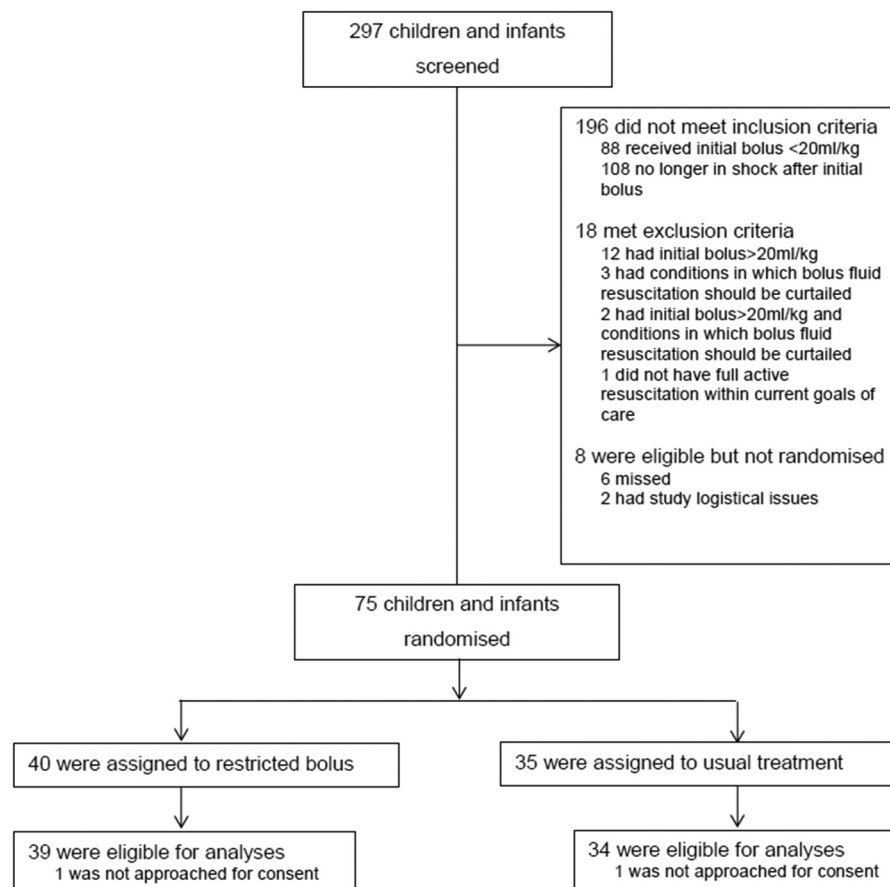 297 children and infants
screened
196 did not meet inclusion criteria
88 received initial bolus <20ml/kg
108 no longer in shock after initial
bolus
18 met exclusion criteria
12 had initial bolus>20ml/kg
3 had conditions in which bolus fluid
resuscitation should be curtailed
2 had initial bolus>20ml/kg and
conditions in which bolus fluid
resuscitation should be curtailed
1 did not have full active
resuscitation within current goals of
care
8 were eligible but not randomised
6 missed
2 had study logistical issues
75 children and infants
randomised
40 were assigned to restricted bolus
35 were assigned to usual treatment
39 were eligible for analyses
1 was not approached for consent
34 were eligible for analyses
1 was not approached for consent